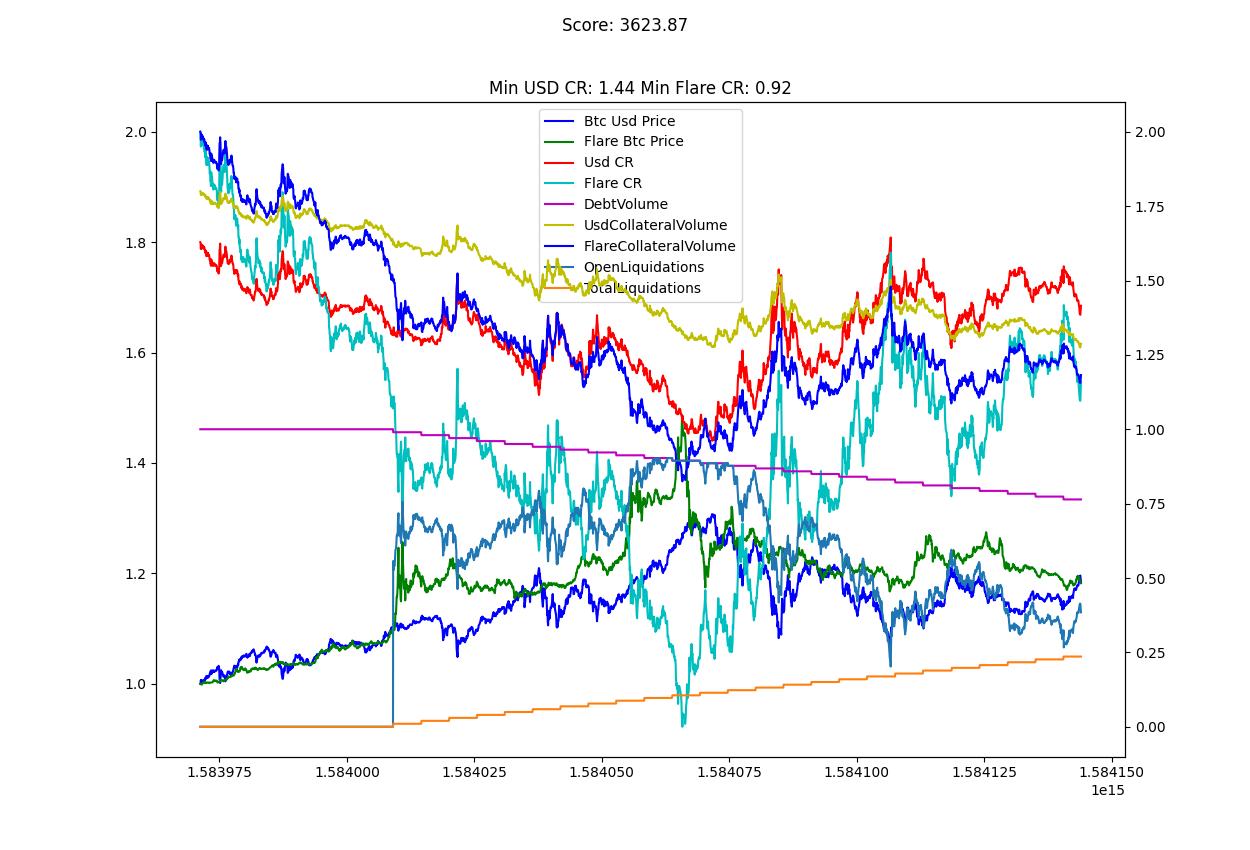 Score: 3623.87
Min USD CR: 1.44 Min Flare CR: 0.92
Btc Usd Price
Flare Btc Price
Usd CR
Flare CR
DebtVolume
UsdCollateralVolume
FlareCollateralVolume
OpenLiquidations
TotalLiquidations
2.0
1.8
1.6
1.4
1.2
1.0
2.00
1.75
1.50
1.25
1.00
0.75
0.50
0.25
0.00
1.583975 1.584000 1.584025 1.584050 1.584075 1.584100 1.584125 1.584150
1e15